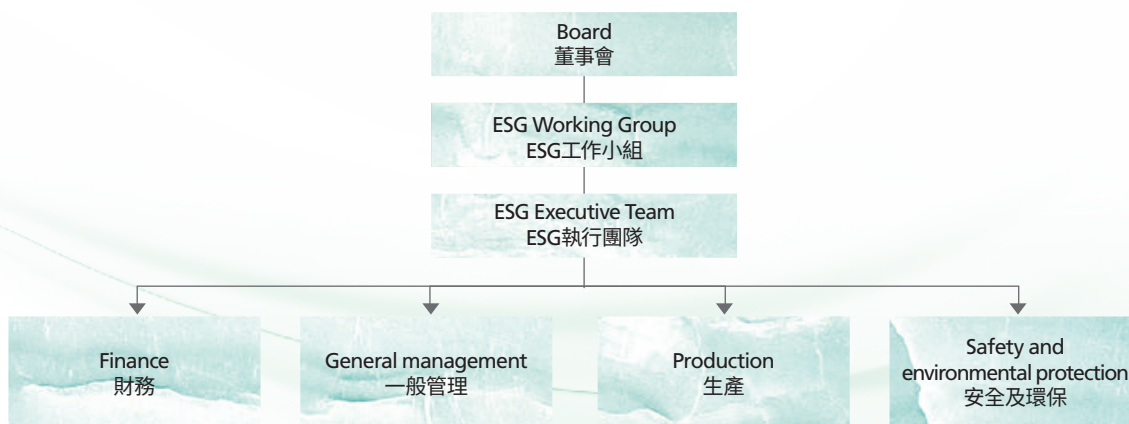 Board
董事會
ESG Working Group
ESG工作小組
ESG Executive Team
ESG執行團隊
Finance
財務
General management
一般管理
Production
生產
Safety and
environmental protection
安全及環保